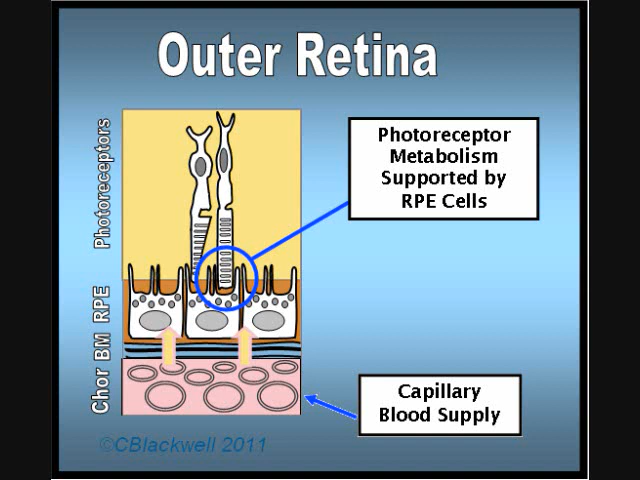 Outer Retina
Photoreceptors
Photoreceptor
Metabolism
Supported by
RPE Cells
Chor BM RPE
Capillary
Blood Supply
©CBlackwell 2011